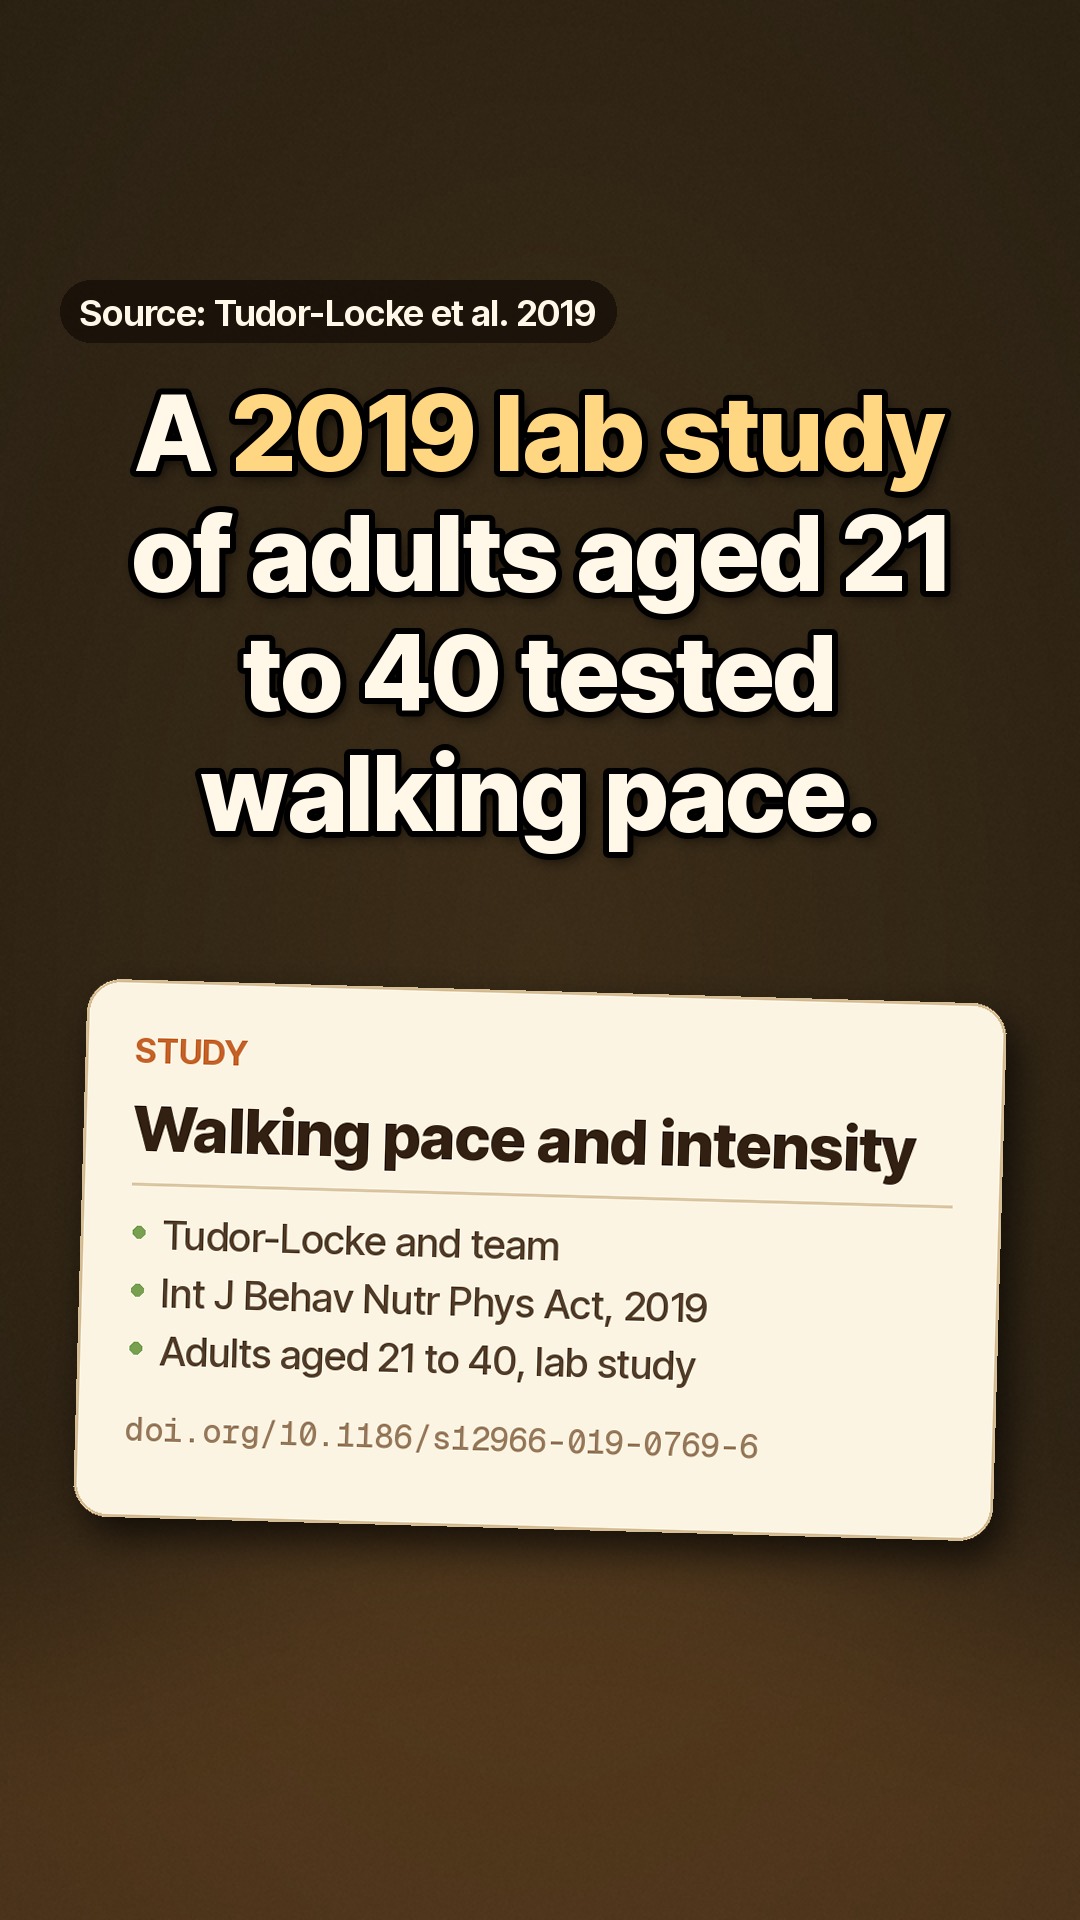 Source: Tudor-Locke et al. 2019
A 2019 lab study
of adults aged 21
to 40 tested
walking pace.
STUDY
Walking pace and intensity
Tudor-Locke and team
Int J Behav Nutr Phys Act, 2019
Adults aged 21 to 40, lab study
doi.org/10.1186/s12966-019-0769-6